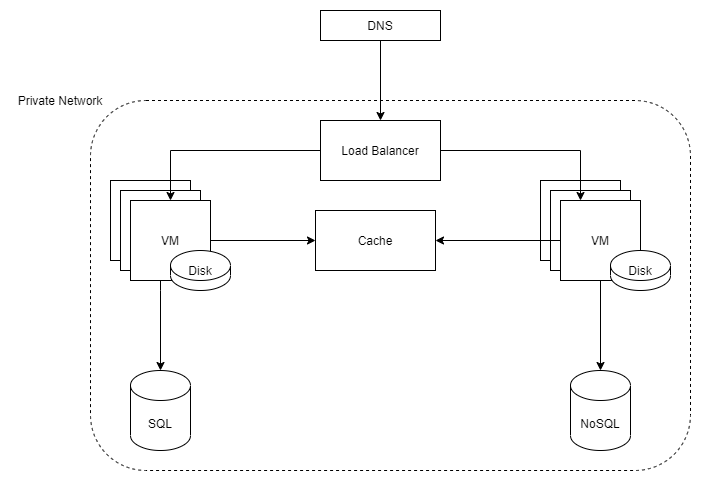 DNS
Private Network
Load Balancer
VM
Disk
Cache
VM
Disk
SQL
NoSQL